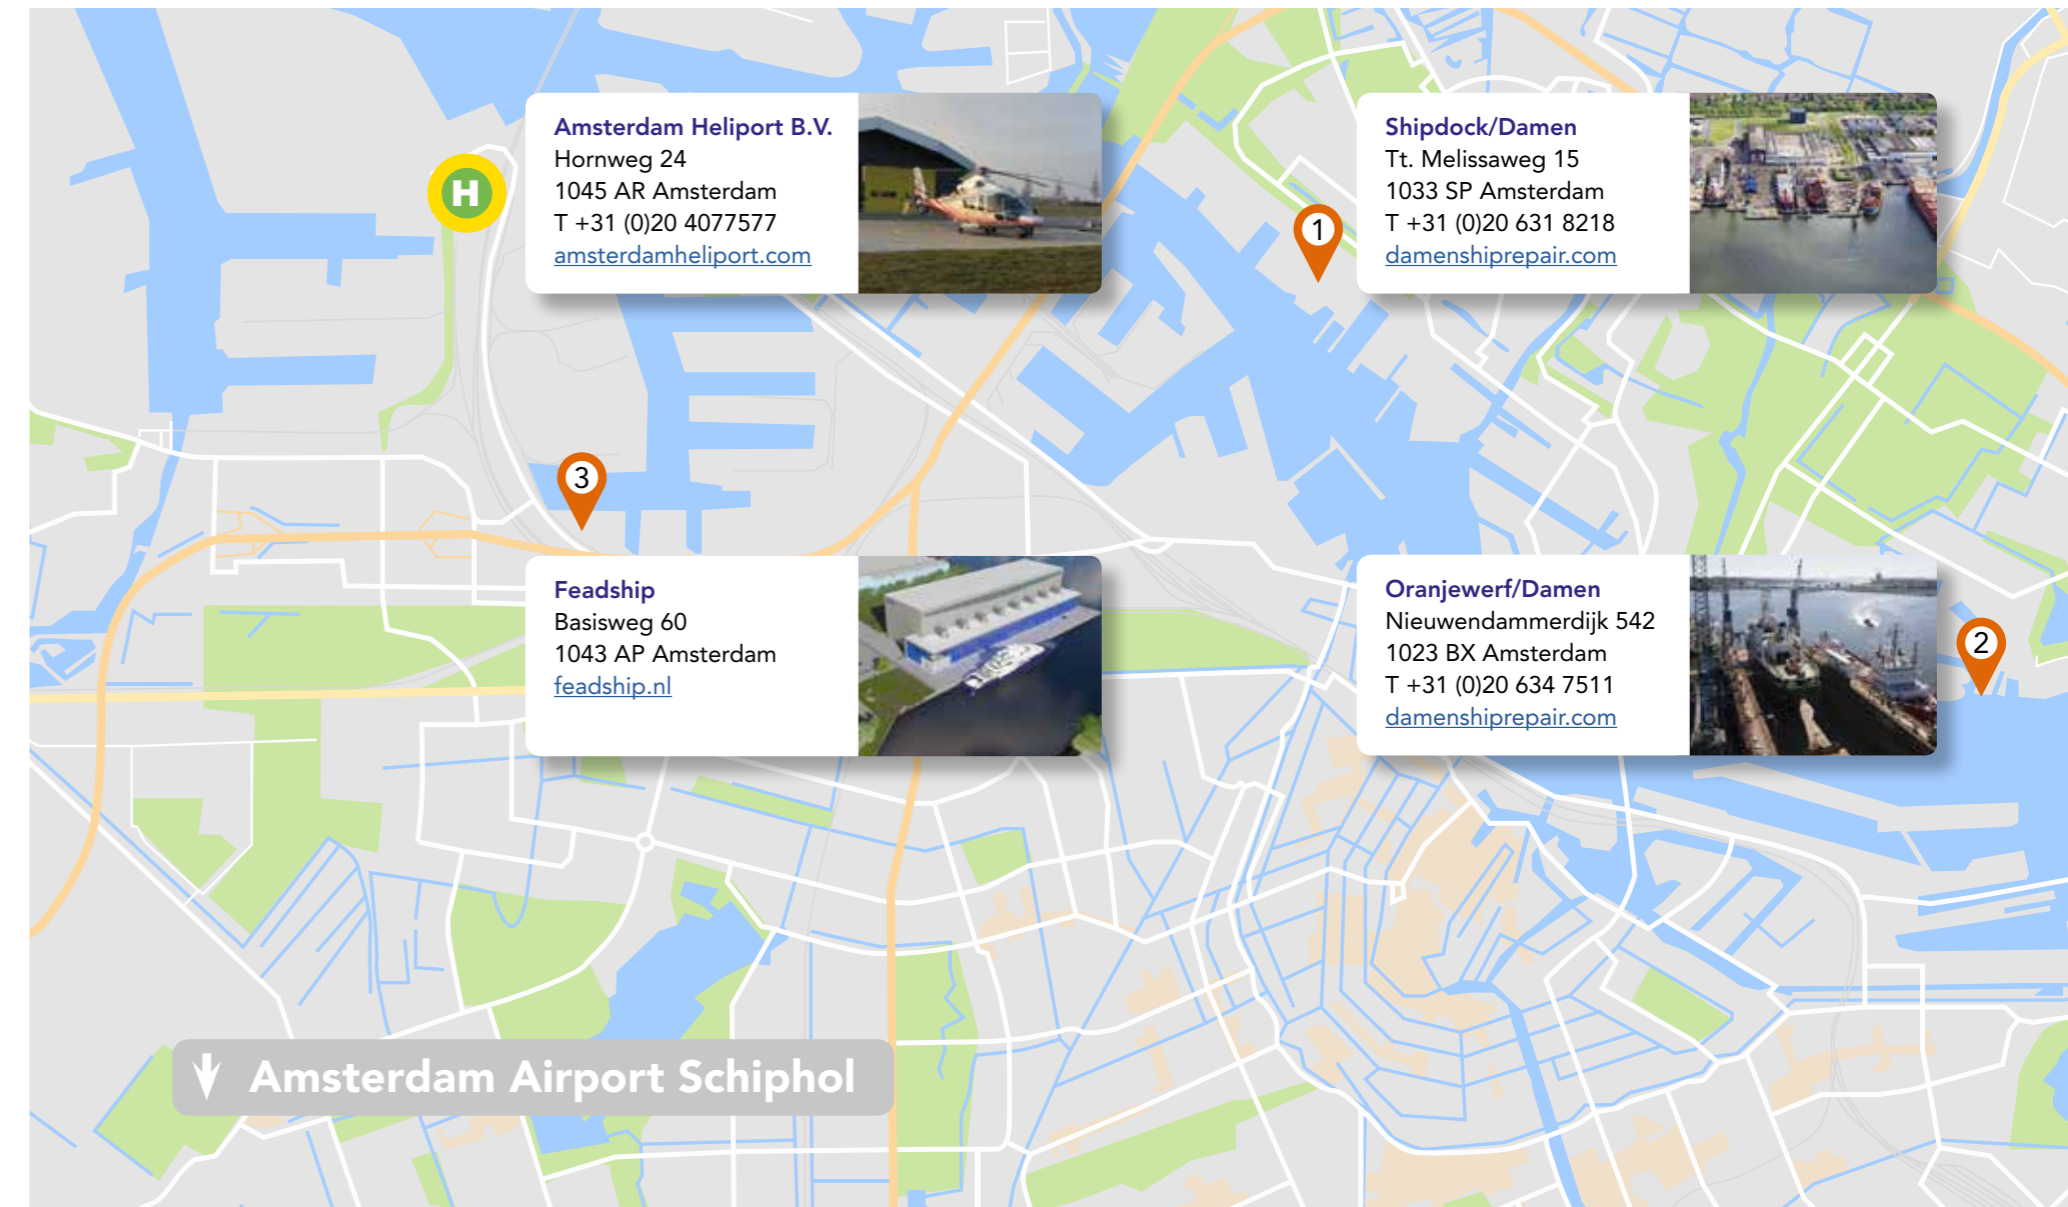 Amsterdam Heliport B.V.
Hornweg 24
1045 AR Amsterdam
T +31 (0)20 4077577
amsterdamheliport.com
H
Shipdock/Damen
Tt. Melissaweg 15
1033 SP Amsterdam
T +31 (0)20 631 8218
damenshiprepair.com
1
3
Feadship
Basisweg 60
1043 AP Amsterdam
feadship.nl
Oranjewerf/Damen
Nieuwendammerdijk 542
1023 BX Amsterdam
T +31 (0)20 634 7511
damenshiprepair.com
2
Amsterdam Airport Schiphol